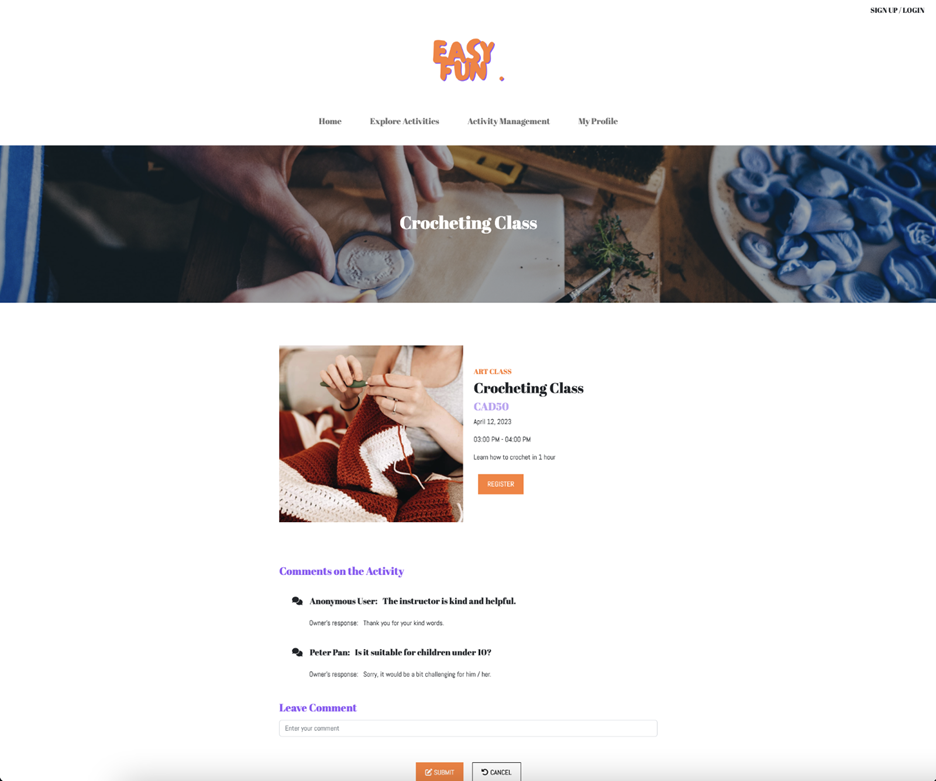 SIGN UP / LOGIN
EASY
FUN .
Home Explore Activities Activity Management My Profile
Crocheting Class
ART CLASS
Crocheting Class
CAD50
April 12, 2023
03:00 PM - 04:00 PM
Learn how to crochet in 1 hour
REGISTER
Comments on the Activity
Anonymous User: The instructor is kind and helpful.
Owner's response: Thank you for your kind words.
Peter Pan: Is it suitable for children under 10?
Owner's response: Sorry, it would be a bit challenging for him / her.
Leave Comment
Enter your comment
SUBMIT CANCEL